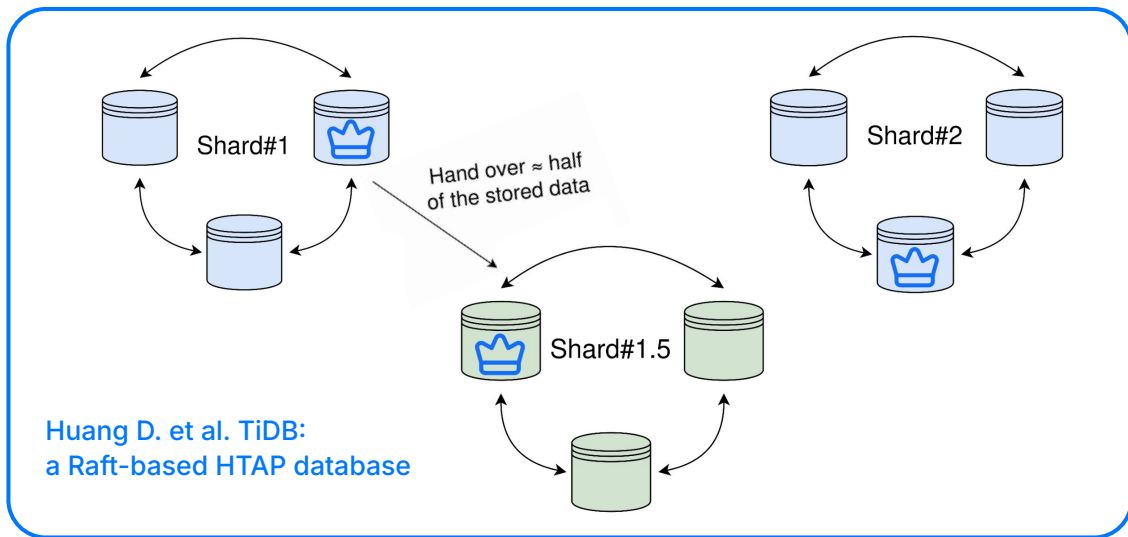 Shard#1
Hand over ≈ half
of the stored data
Shard#2
Shard#1.5
Huang D. et al. TiDB:
a Raft-based HTAP database